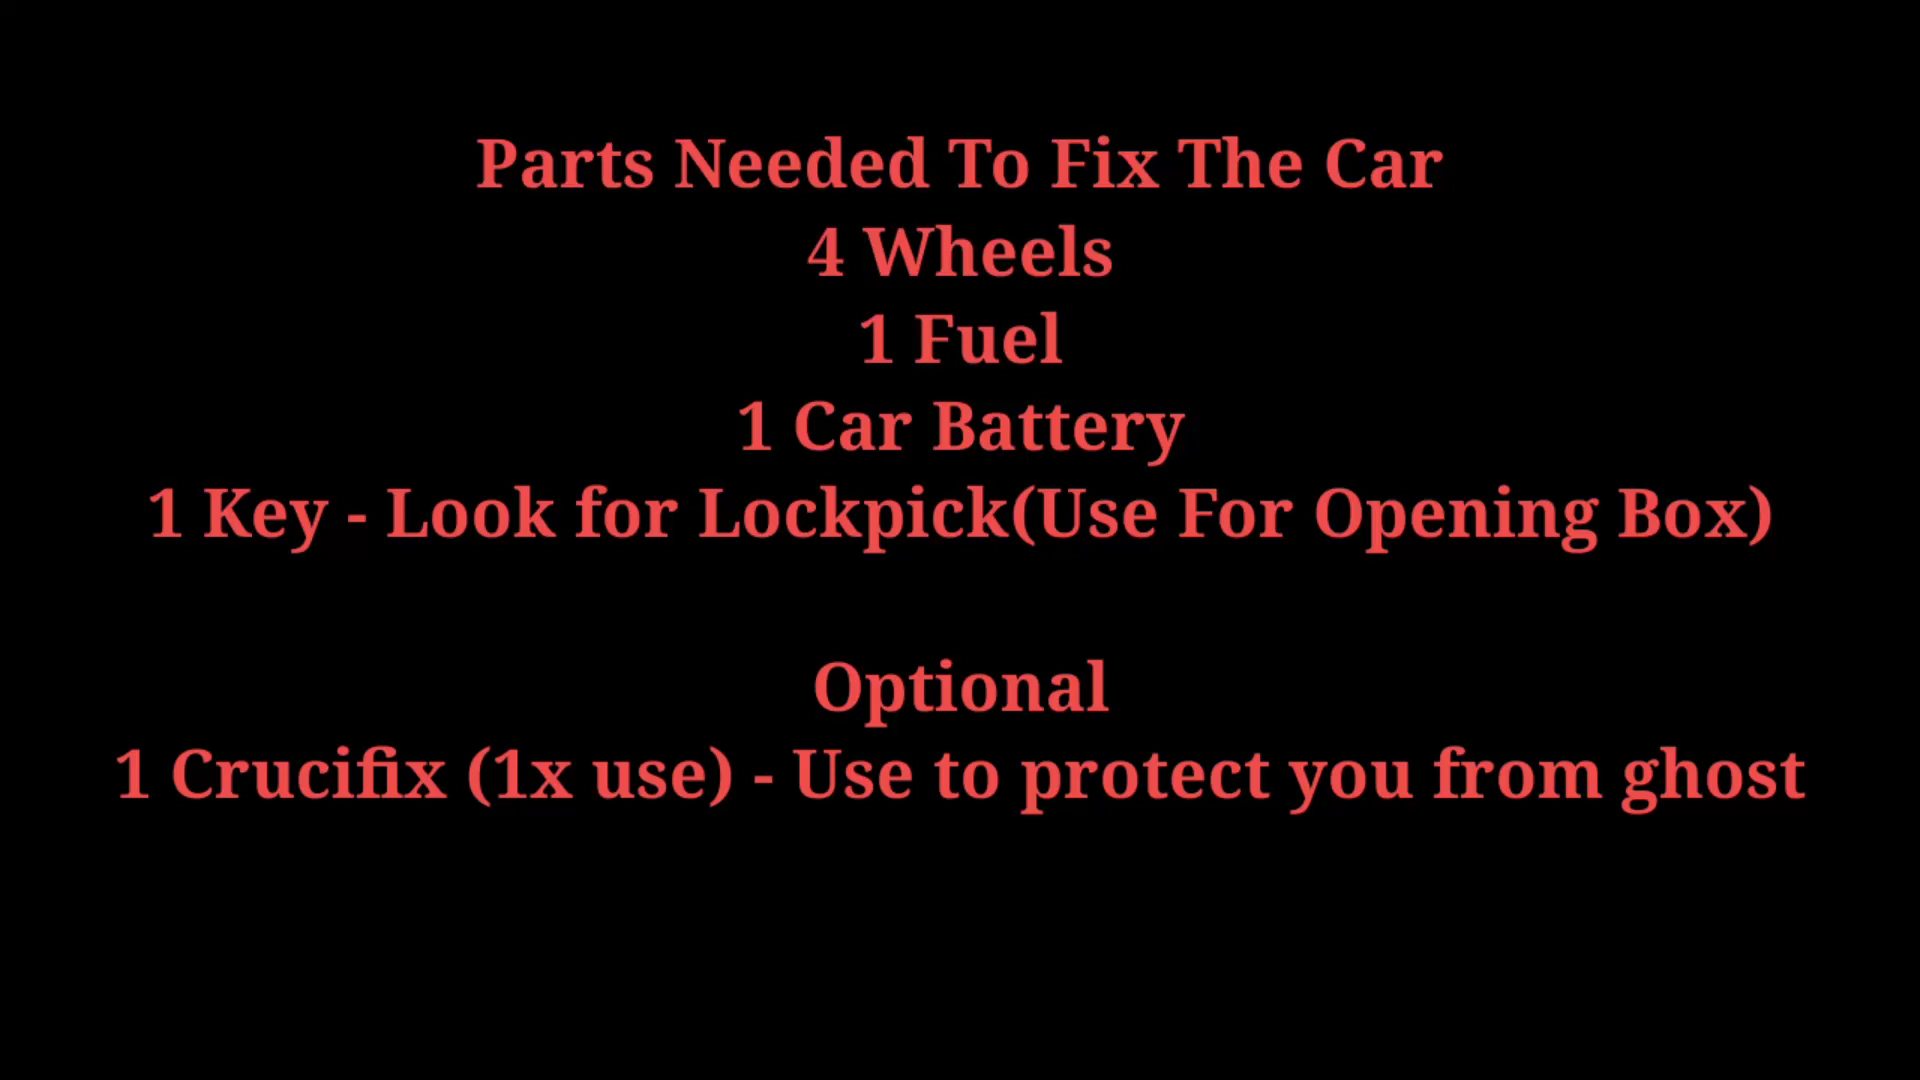 Parts Needed To Fix The Car
4 Wheels
1 Fuel
1 Car Battery
1 Key - Look for Lockpick(Use For Opening Box)
Optional
1 Crucifix (1x use) - Use to protect you from ghost